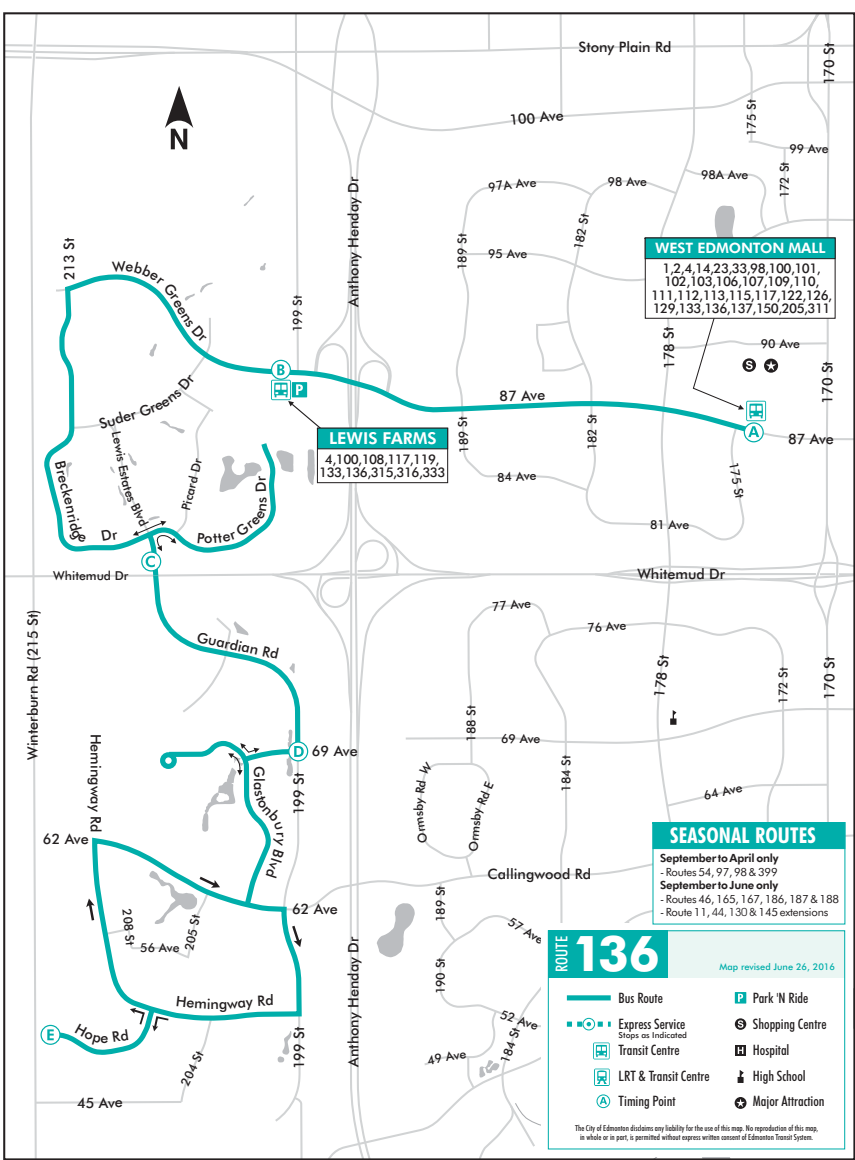 Stony Plain Rd
170 St
175 St
100 Ave
N
99 Ave
172 St
98A Ave
98 Ave
97A Ave
Anthony Henday Dr
182 St
189 St
95 Ave
213 St
Webber Greens Dr
199 St
WEST EDMONTON MALL
1,2,4,14,23,33,98,100,101,
102,103,106,107,109,110,
111,112,113,115,117,122,126,
129,133,136,137,150,205,311
178 St
90 Ave
S
170 St
B
P
87 Ave
A
87 Ave
Suder Greens Dr
LEWIS FARMS
4,100,108,117,119,
133,136,315,316,333
189 St
182 St
175 St
84 Ave
81 Ave
Lewis Estates Blvd
Picard Dr
Breckenridge Dr
Potter Greens Dr
C
Whitemud Dr
Whitemud Dr
77 Ave
76 Ave
Winterburn Rd (215 St)
Guardian Rd
178 St
172 St
170 St
188 St
69 Ave
D
69 Ave
199 St
Glastonbury Blvd
184 St
Ormsby Rd W
Ormsby Rd E
64 Ave
Hemingway Rd
62 Ave
Callingwood Rd
SEASONAL ROUTES
September to April only
- Routes 54, 97, 98 & 399
September to June only
- Routes 46, 165, 167, 186, 187 & 188
- Route 11, 44, 130 & 145 extensions
62 Ave
208 St
205 St
56 Ave
189 St
57 Ave
190 St
Anthony Henday Dr
Hemingway Rd
52 Ave
E
Hope Rd
199 St
204 St
49 Ave
184 St
45 Ave
ROUTE 136
Map revised June 26, 2016
Bus Route
P Park 'N Ride
Express Service
Stops as Indicated
S Shopping Centre
Transit Centre
H Hospital
LRT & Transit Centre
High School
A Timing Point
Major Attraction
The City of Edmonton disclaims any liability for the use of this map. No reproduction of this map,
in whole or in part, is permitted without express written consent of Edmonton Transit System.